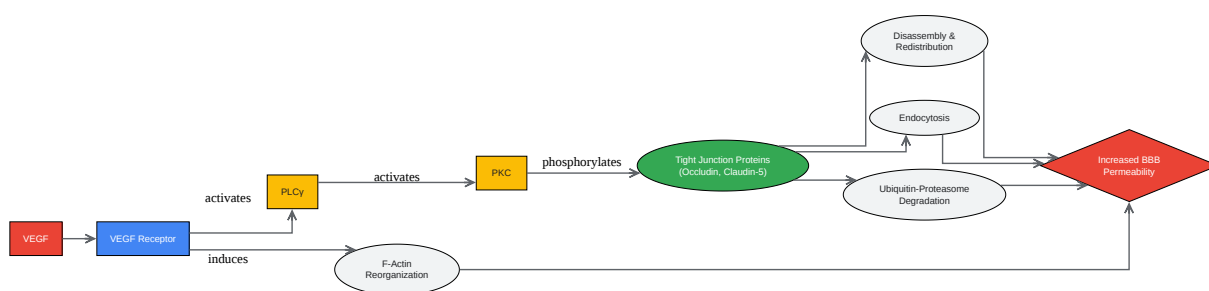 Disassembly &
Redistribution
Endocytosis
phosphorylates
Tight Junction Proteins
(Occludin, Claudin-5)
Increased BBB
Permeability
activates
PKC
PLCγ
activates
Ubiquitin-Proteasome
Degradation
VEGF
VEGF Receptor
induces
F-Actin
Reorganization